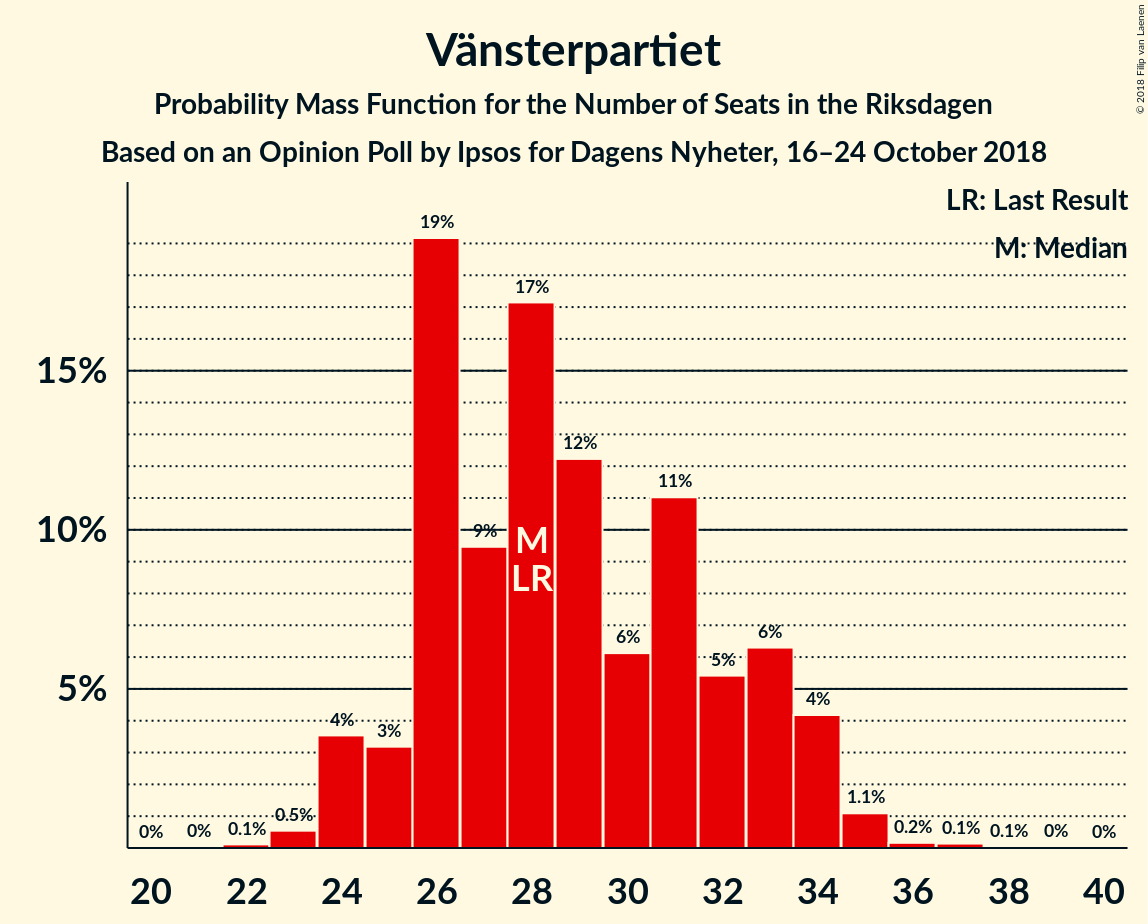 Vänsterpartiet
Probability Mass Function for the Number of Seats in the Riksdagen
Based on an Opinion Poll by Ipsos for Dagens Nyheter, 16–24 October 2018
© 2018 Filip van Laenen
LR: Last Result
M: Median
15%
10%
5%
0% 0% 0.1% 0.5% 4% 3% 19% 9% 17% 12% 6% 11% 5% 6% 4% 1.1% 0.2% 0.1% 0.1% 0% 0%
M
LR
20 22 24 26 28 30 32 34 36 38 40